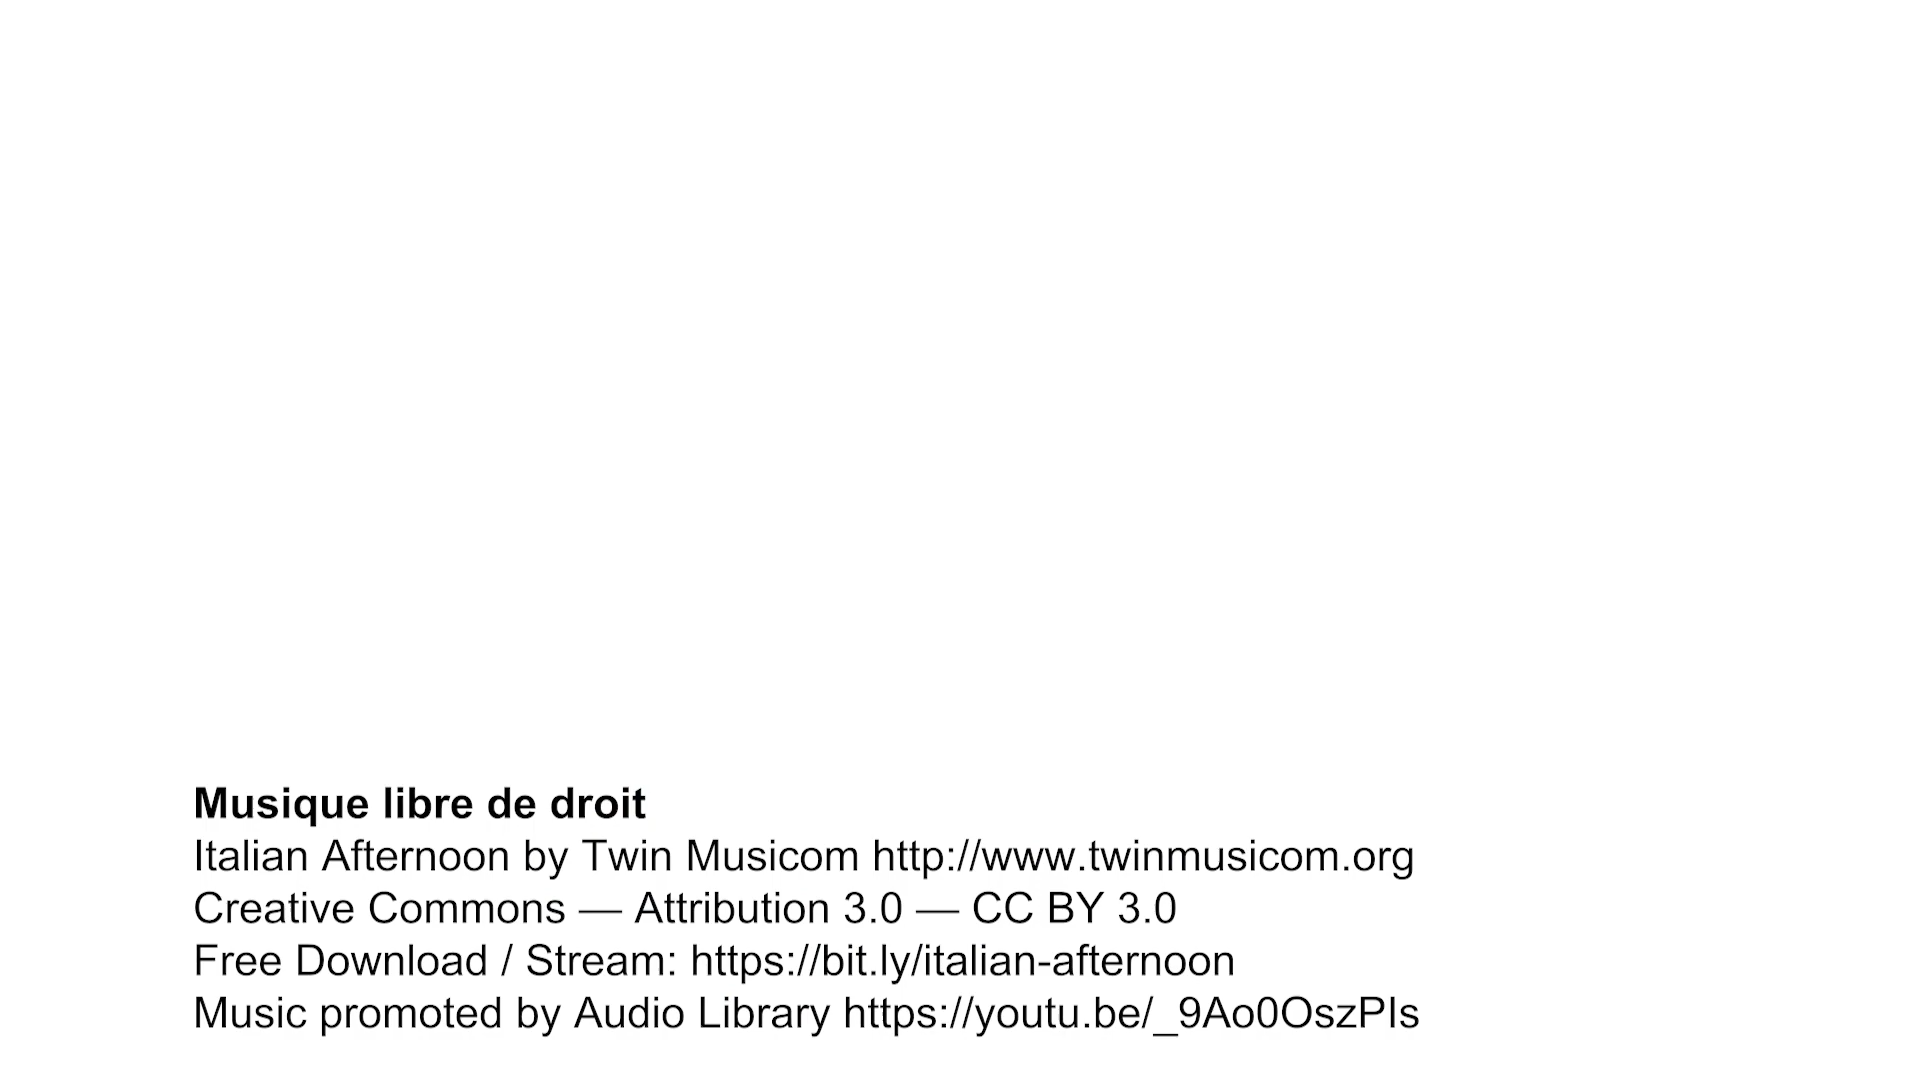 Musique libre de droit
Italian Afternoon by Twin Musicom http://www.twinmusicom.org
Creative Commons — Attribution 3.0 — CC BY 3.0
Free Download / Stream: https://bit.ly/italian-afternoon
Music promoted by Audio Library https://youtu.be/_9Ao0OszPIs